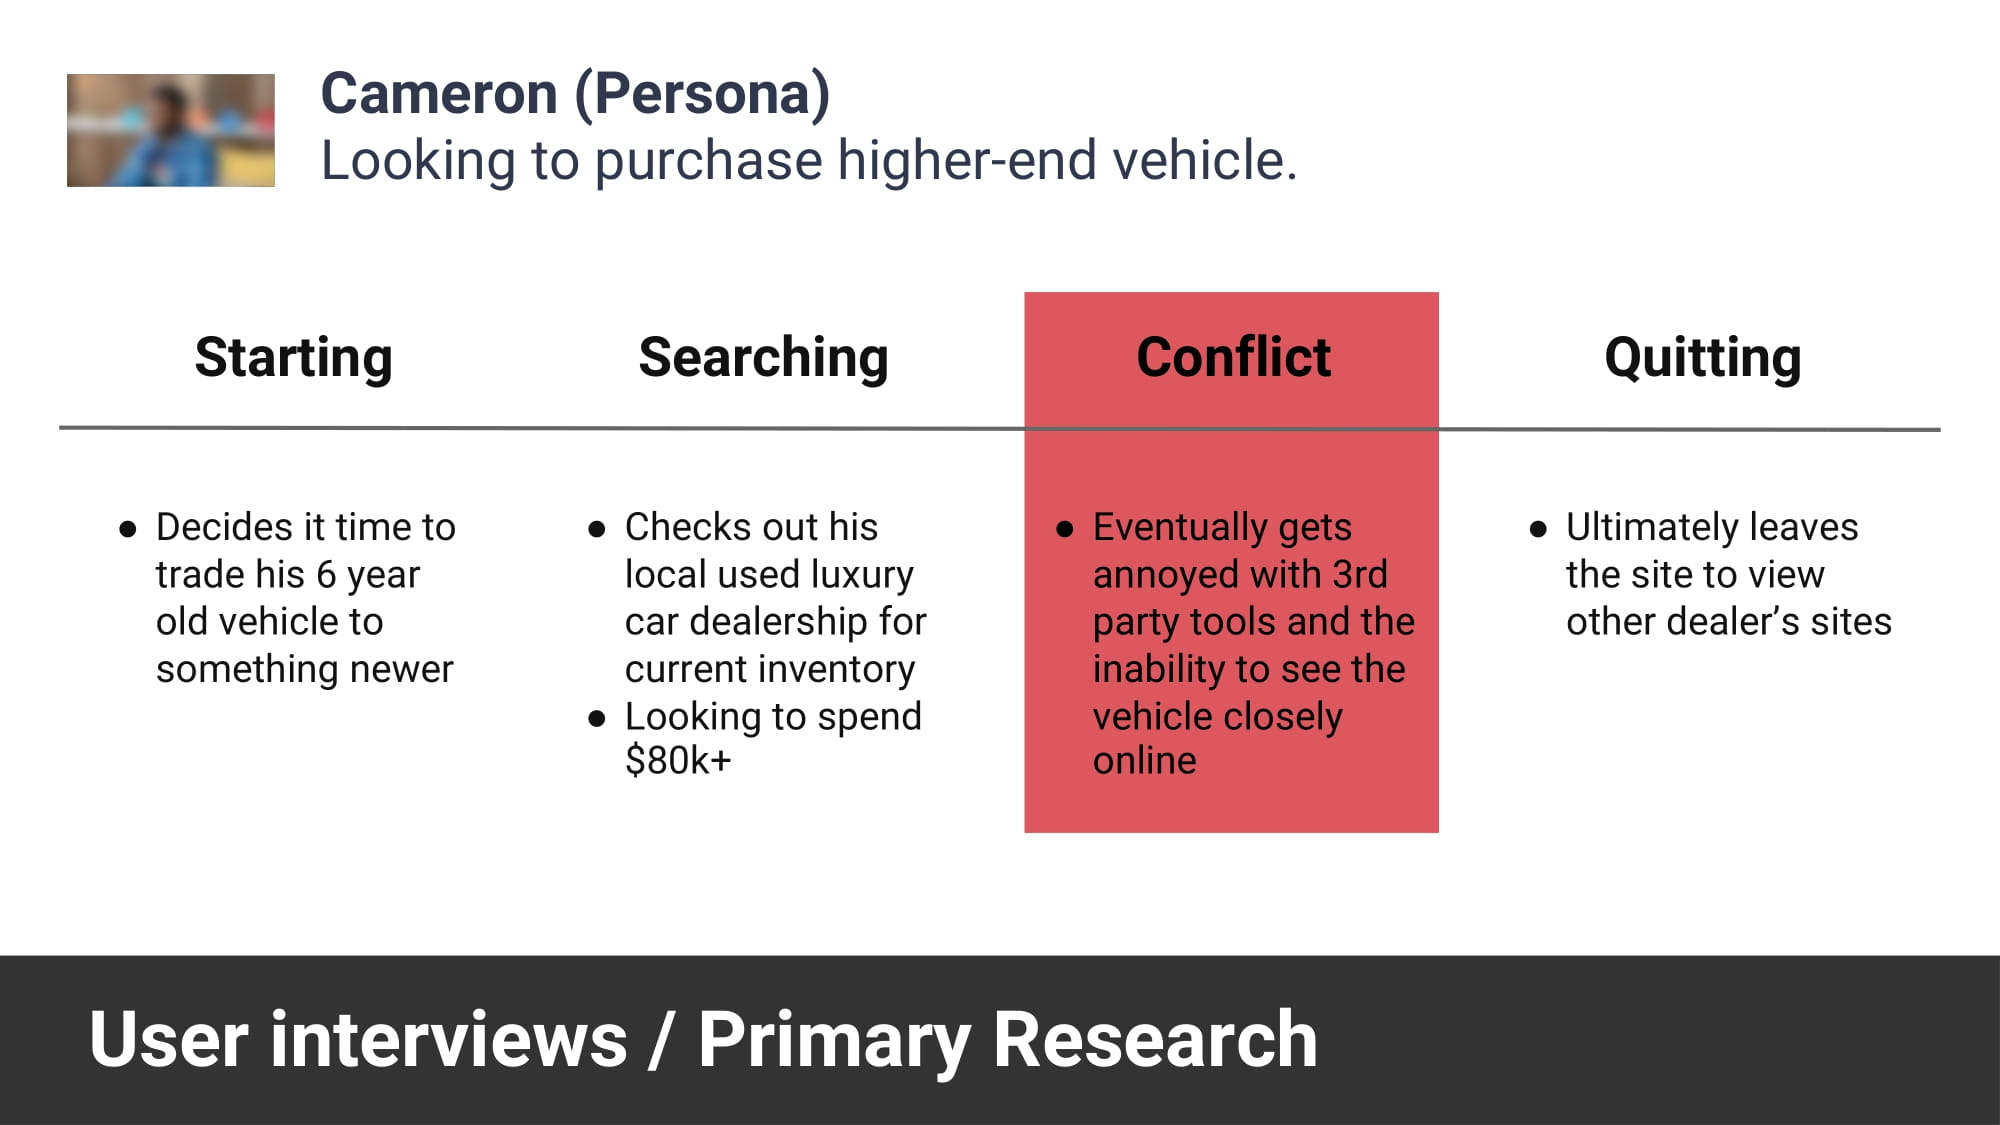 Cameron (Persona)
Looking to purchase higher-end vehicle.
Starting
Searching
Conflict
Quitting
● Decides it time to
trade his 6 year
old vehicle to
something newer
● Checks out his
local used luxury
car dealership for
current inventory
● Looking to spend
$80k+
● Eventually gets
annoyed with 3rd
party tools and the
inability to see the
vehicle closely
online
● Ultimately leaves
the site to view
other dealer’s sites
User interviews / Primary Research